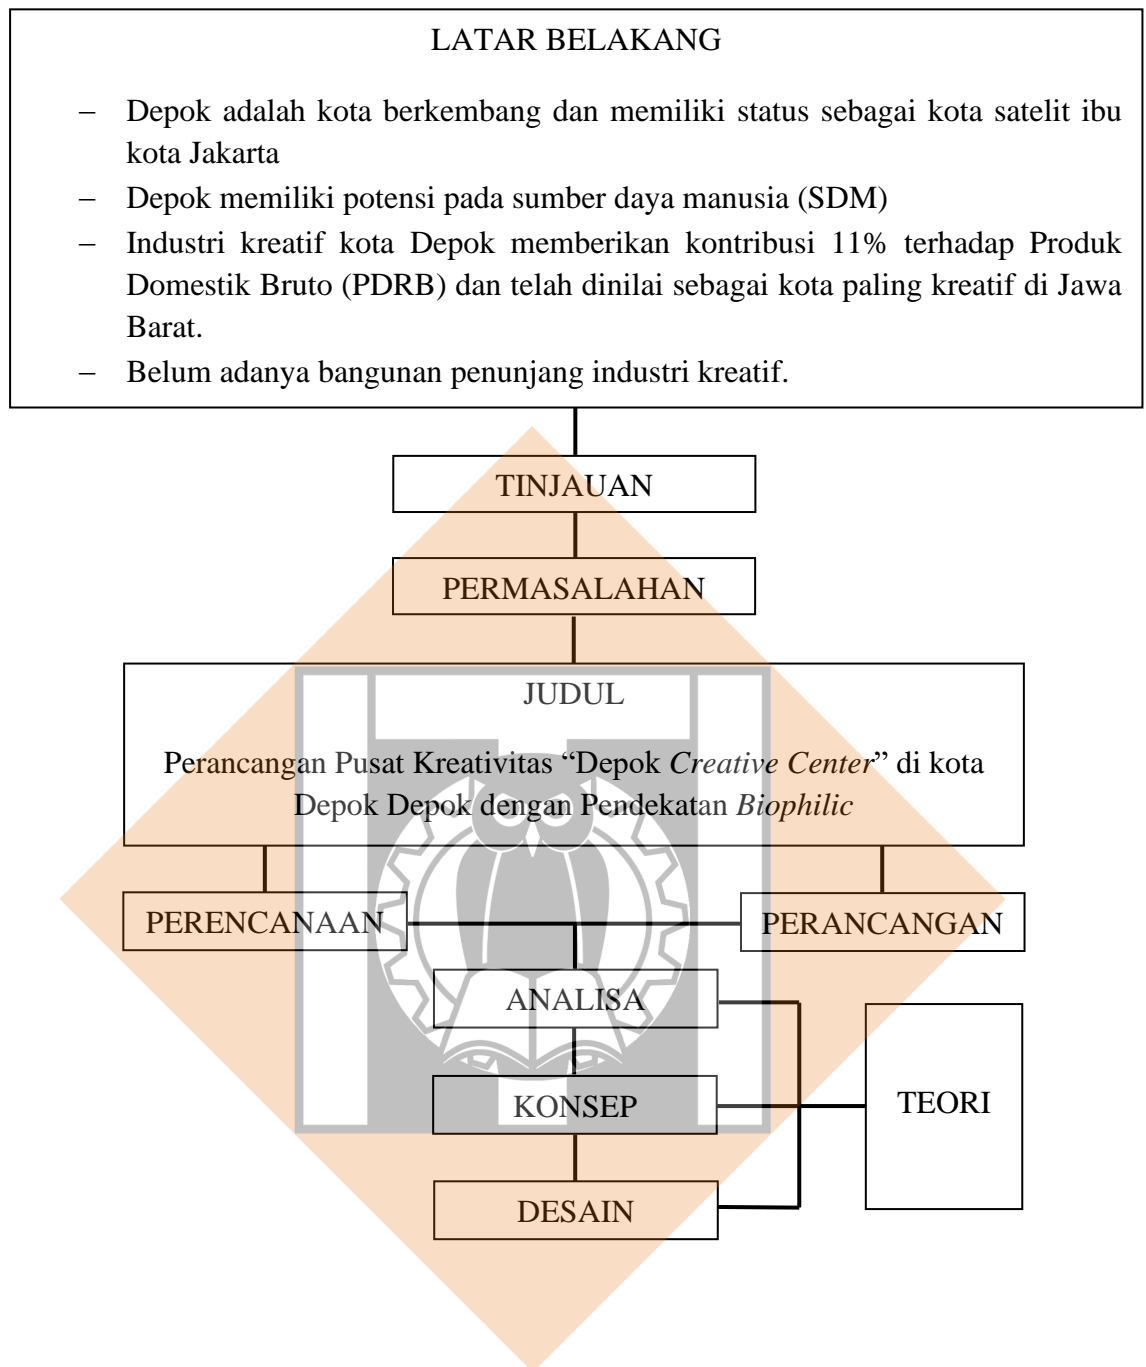 LATAR BELAKANG
– Depok adalah kota berkembang dan memiliki status sebagai kota satelit ibu
kota Jakarta
– Depok memiliki potensi pada sumber daya manusia (SDM)
– Industri kreatif kota Depok memberikan kontribusi 11% terhadap Produk
Domestik Bruto (PDRB) dan telah dinilai sebagai kota paling kreatif di Jawa
Barat.
– Belum adanya bangunan penunjang industri kreatif.
TINJAUAN
PERMASALAHAN
JUDUL
Perancangan Pusat Kreativitas “Depok Creative Center” di kota
Depok Depok dengan Pendekatan Biophilic
PERENCANAAN
PERANCANGAN
ANALISA
KONSEP
TEORI
DESAIN